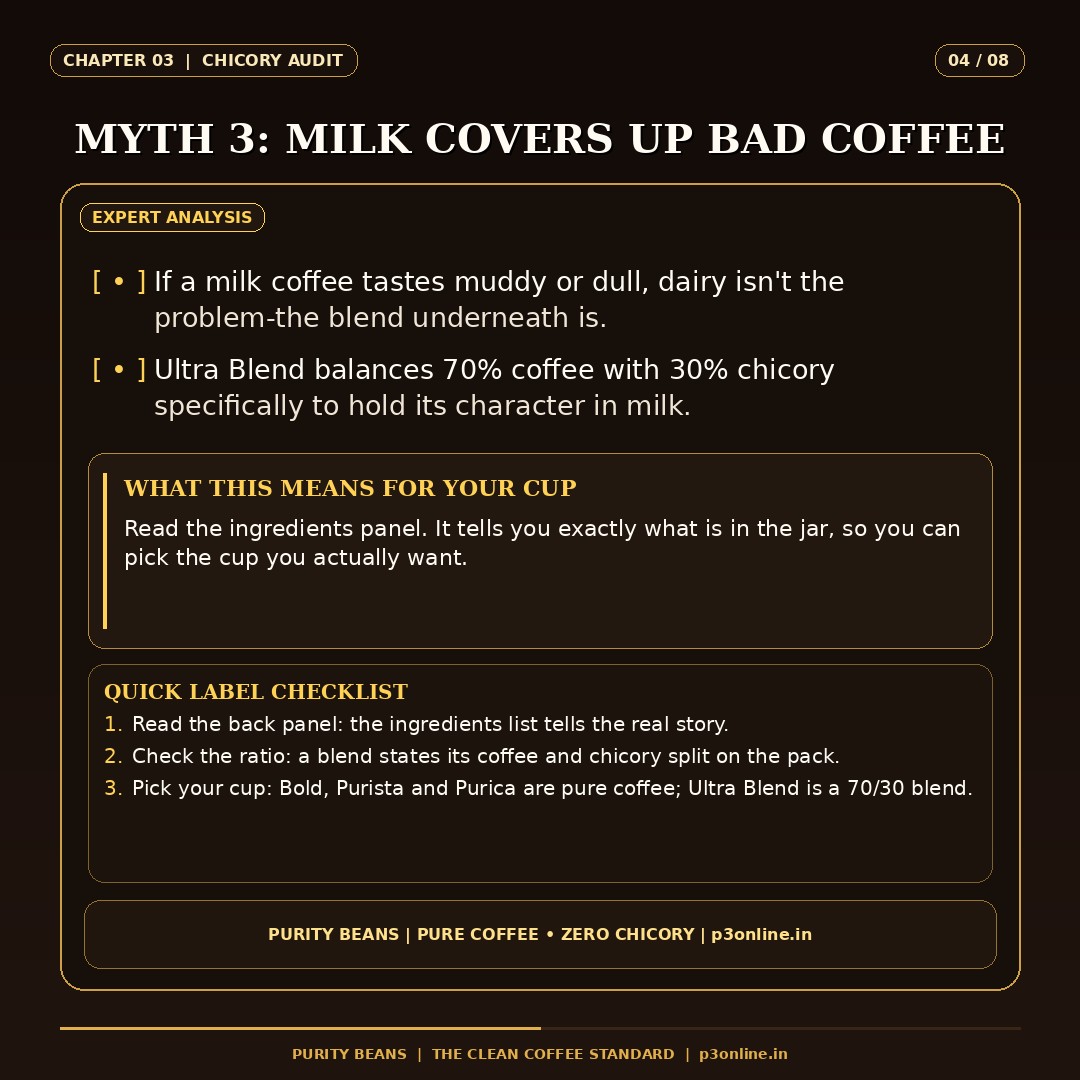 CHAPTER 03 | CHICORY AUDIT
04 / 08
MYTH 3: MILK COVERS UP BAD COFFEE
EXPERT ANALYSIS
[ • ] If a milk coffee tastes muddy or dull, dairy isn't the
problem-the blend underneath is.
[ • ] Ultra Blend balances 70% coffee with 30% chicory
specifically to hold its character in milk.
WHAT THIS MEANS FOR YOUR CUP
Read the ingredients panel. It tells you exactly what is in the jar, so you can
pick the cup you actually want.
QUICK LABEL CHECKLIST
1. Read the back panel: the ingredients list tells the real story.
2. Check the ratio: a blend states its coffee and chicory split on the pack.
3. Pick your cup: Bold, Purista and Purica are pure coffee; Ultra Blend is a 70/30 blend.
PURITY BEANS | PURE COFFEE • ZERO CHICORY | p3online.in
PURITY BEANS | THE CLEAN COFFEE STANDARD | p3online.in